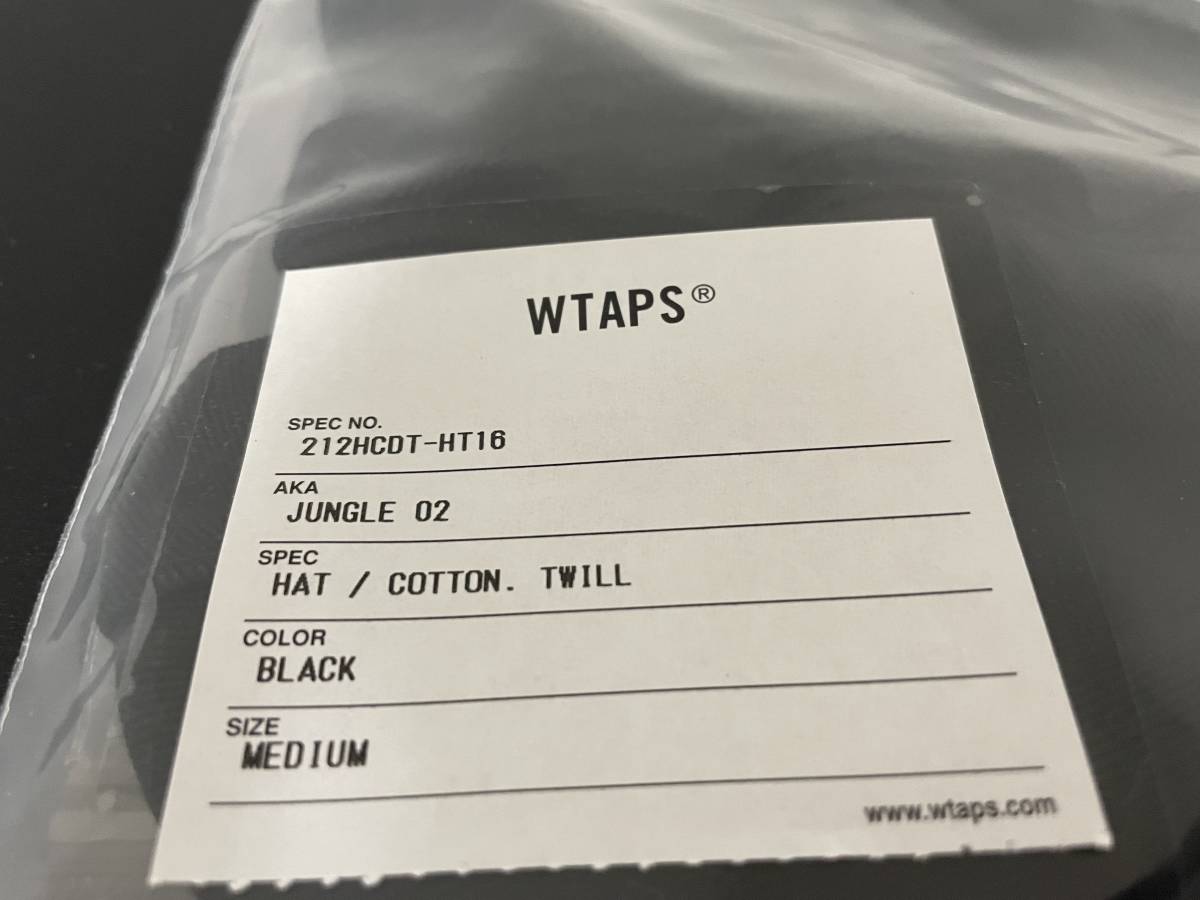 WTAPS®
SPEC NO.
212HCDT-HT16
AKA
JUNGLE 02
SPEC
HAT / COTTON. TWILL
COLOR
BLACK
SIZE
MEDIUM
www.wtaps.com